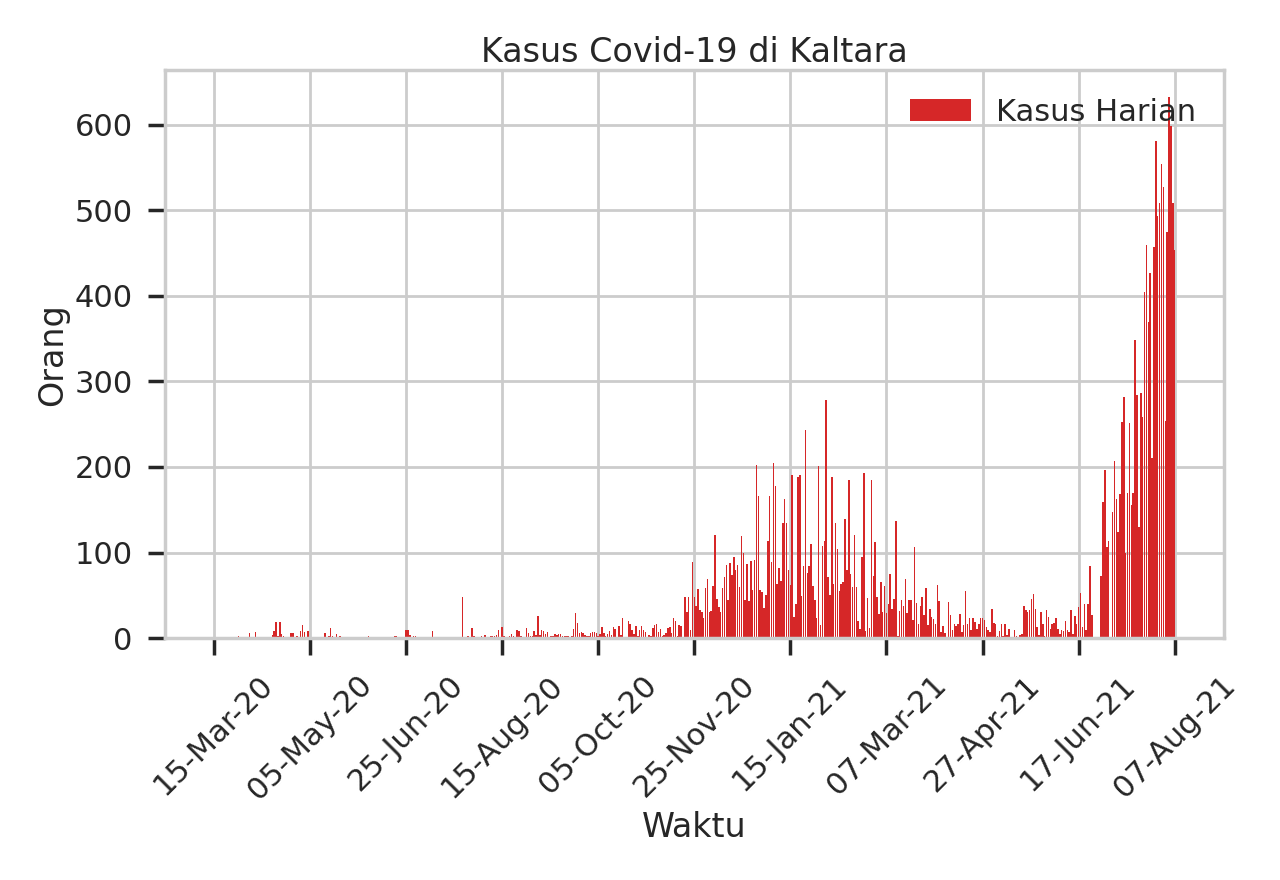 Kasus Covid-19 di Kaltara
Kasus Harian
600
500
400
300
200
100
0
Orang
15-Mar-20
05-May-20
25-Jun-20
15-Aug-20
05-Oct-20
25-Nov-20
15-Jan-21
07-Mar-21
27-Apr-21
17-Jun-21
07-Aug-21
Waktu